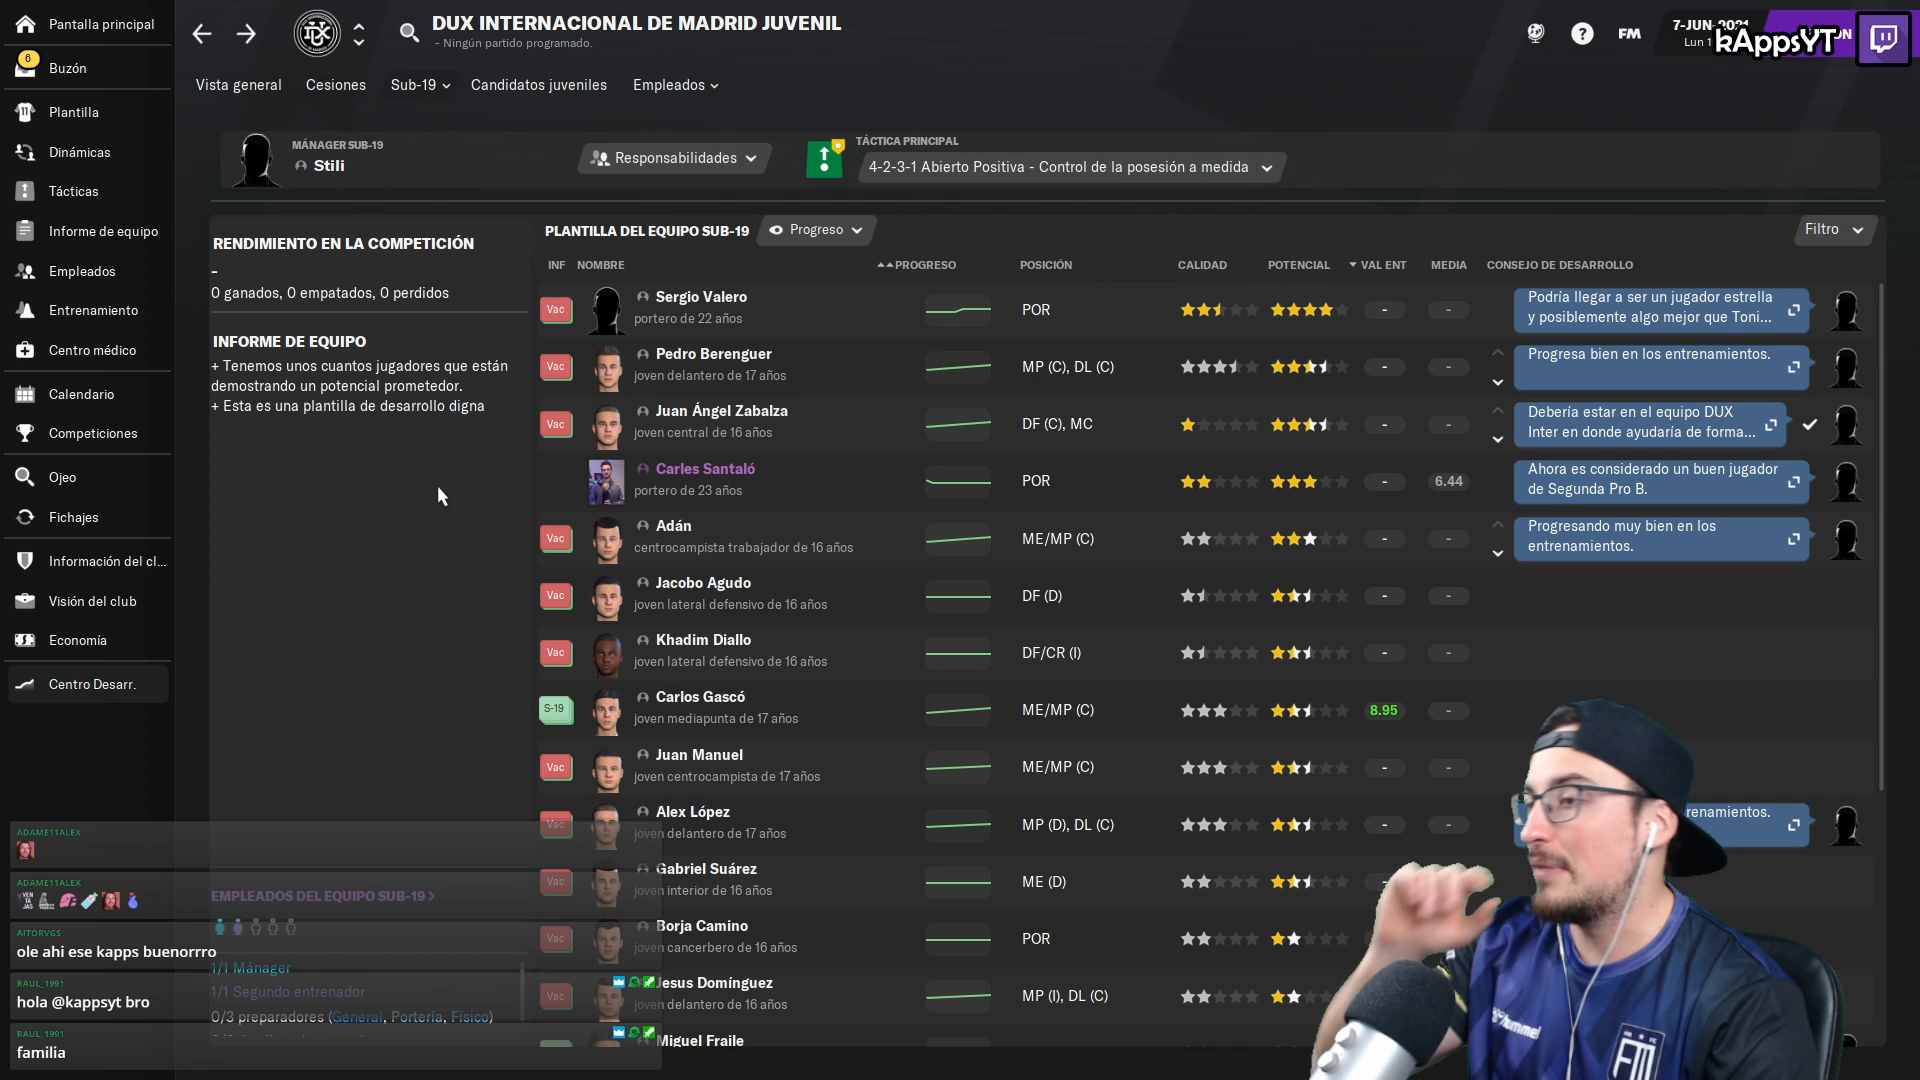 Pantalla principal
6
Buzón
Plantilla
Dinámicas
Tácticas
Informe de equipo
Empleados
Entrenamiento
Centro médico
Calendario
Competiciones
Ojeo
Fichajes
Información del cl...
Visión del club
Economía
Centro Desarr.
DUX INTERNACIONAL DE MADRID JUVENIL
- Ningún partido programado.
FM
7-JUN-2021
Lun
kAppsYT
Vista general
Cesiones
Sub-19
Candidatos juveniles
Empleados
MÁNAGER SUB-19
Stili
Responsabilidades
TÁCTICA PRINCIPAL
4-2-3-1 Abierto Positiva - Control de la posesión a medida
RENDIMIENTO EN LA COMPETICIÓN
-
0 ganados, 0 empatados, 0 perdidos
INFORME DE EQUIPO
+ Tenemos unos cuantos jugadores que están
demostrando un potencial prometedor.
+ Esta es una plantilla de desarrollo digna
PLANTILLA DEL EQUIPO SUB-19
Progreso
Filtro
INF NOMBRE PROGRESO POSICIÓN CALIDAD POTENCIAL VAL ENT MEDIA CONSEJO DE DESARROLLO
Vac Sergio Valero POR - -
portero de 22 años
Podría llegar a ser un jugador estrella
y posiblemente algo mejor que Toni...
Vac Pedro Berenguer MP (C), DL (C) - -
joven delantero de 17 años
Progresa bien en los entrenamientos.
Vac Juan Ángel Zabalza DF (C), MC - -
joven central de 16 años
Debería estar en el equipo DUX
Inter en donde ayudaría de forma...
Carles Santaló POR - 6.44
portero de 23 años
Ahora es considerado un buen jugador
de Segunda Pro B.
Vac Adán ME/MP (C) - -
centrocampista trabajador de 16 años
Progresando muy bien en los
entrenamientos.
Vac Jacobo Agudo DF (D) - -
joven lateral defensivo de 16 años
Vac Khadim Diallo DF/CR (I) - -
joven lateral defensivo de 16 años
S-19 Carlos Gascó ME/MP (C) 8.95 -
joven mediapunta de 17 años
Vac Juan Manuel ME/MP (C) - -
joven centrocampista de 17 años
Vac Alex López MP (D), DL (C) - -
joven delantero de 17 años
renamientos.
Vac Gabriel Suárez ME (D) -
joven interior de 16 años
Vac Borja Camino POR
joven cancerbero de 16 años
Vac Jesus Domínguez MP (I), DL (C)
joven delantero de 16 años
Miguel Fraile
EMPLEADOS DEL EQUIPO SUB-19 >
1/1 Mánager
1/1 Segundo entrenador
0/3 preparadores (General, Portería, Físico)
ADAME11ALEX
ADAME11ALEX
VEN
TA
JAS
AITORVGS
ole ahi ese kapps buenorrro
RAUL_1991
hola @kappsyt bro
RAUL_1991
familia
hummel